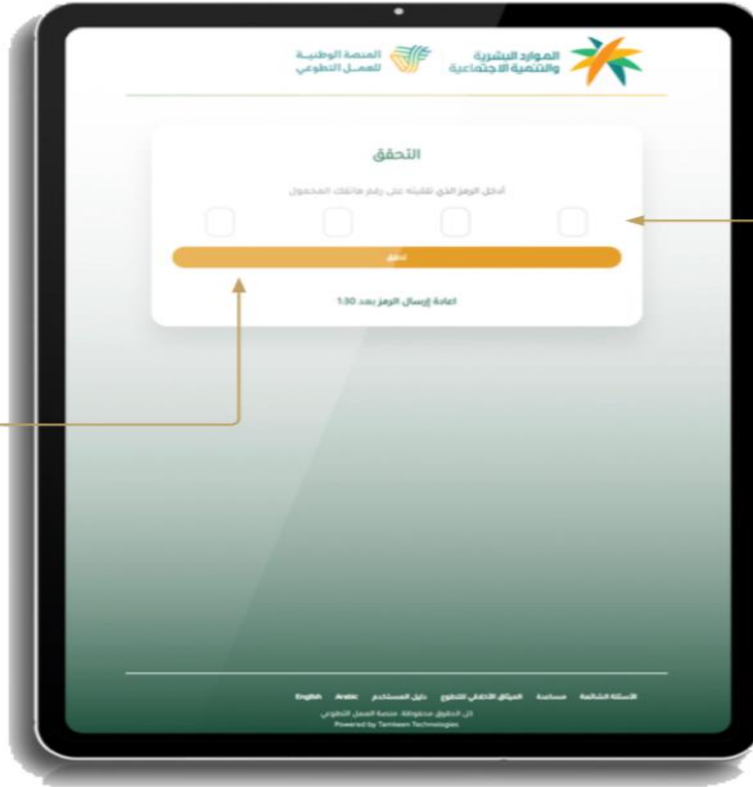 الموارد البشرية
والتنمية الاجتماعية
المنصة الوطنيـة
للعمــل التطوعي
التحقق
أدخل الرمز الذي تلقيته على رقم هاتفك المحمول
تحقق
اعادة إرسال الرمز بعد 1:30
الأسئلة الشائعة مساعدة الميثاق الأخلاقي للتطوع دليل المستخدم Arabic English
كل الحقوق محفوظة، منصة العمل التطوعي
Powered by Tamkeen Technologies